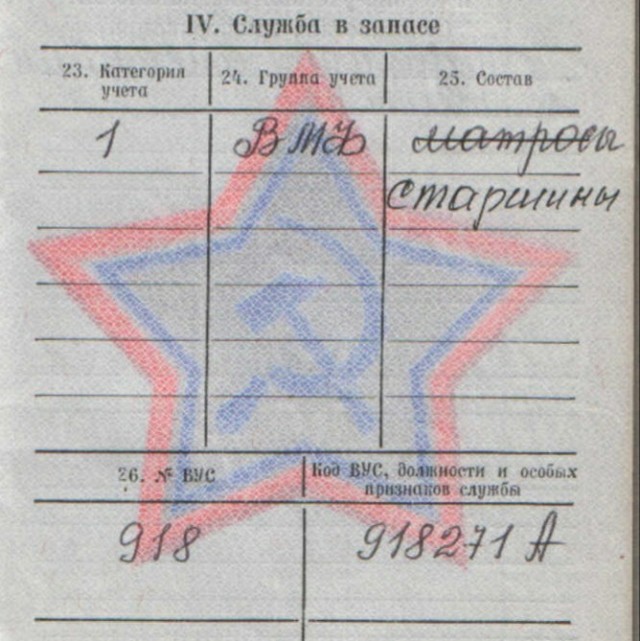 IV. Служба в запасе
23. Категория учета
24. Группа учета
25. Состав
1 ВМФ матросы
старшины
26. № ВУС
Код ВУС, должности и особых признаков службы
918 918271 А